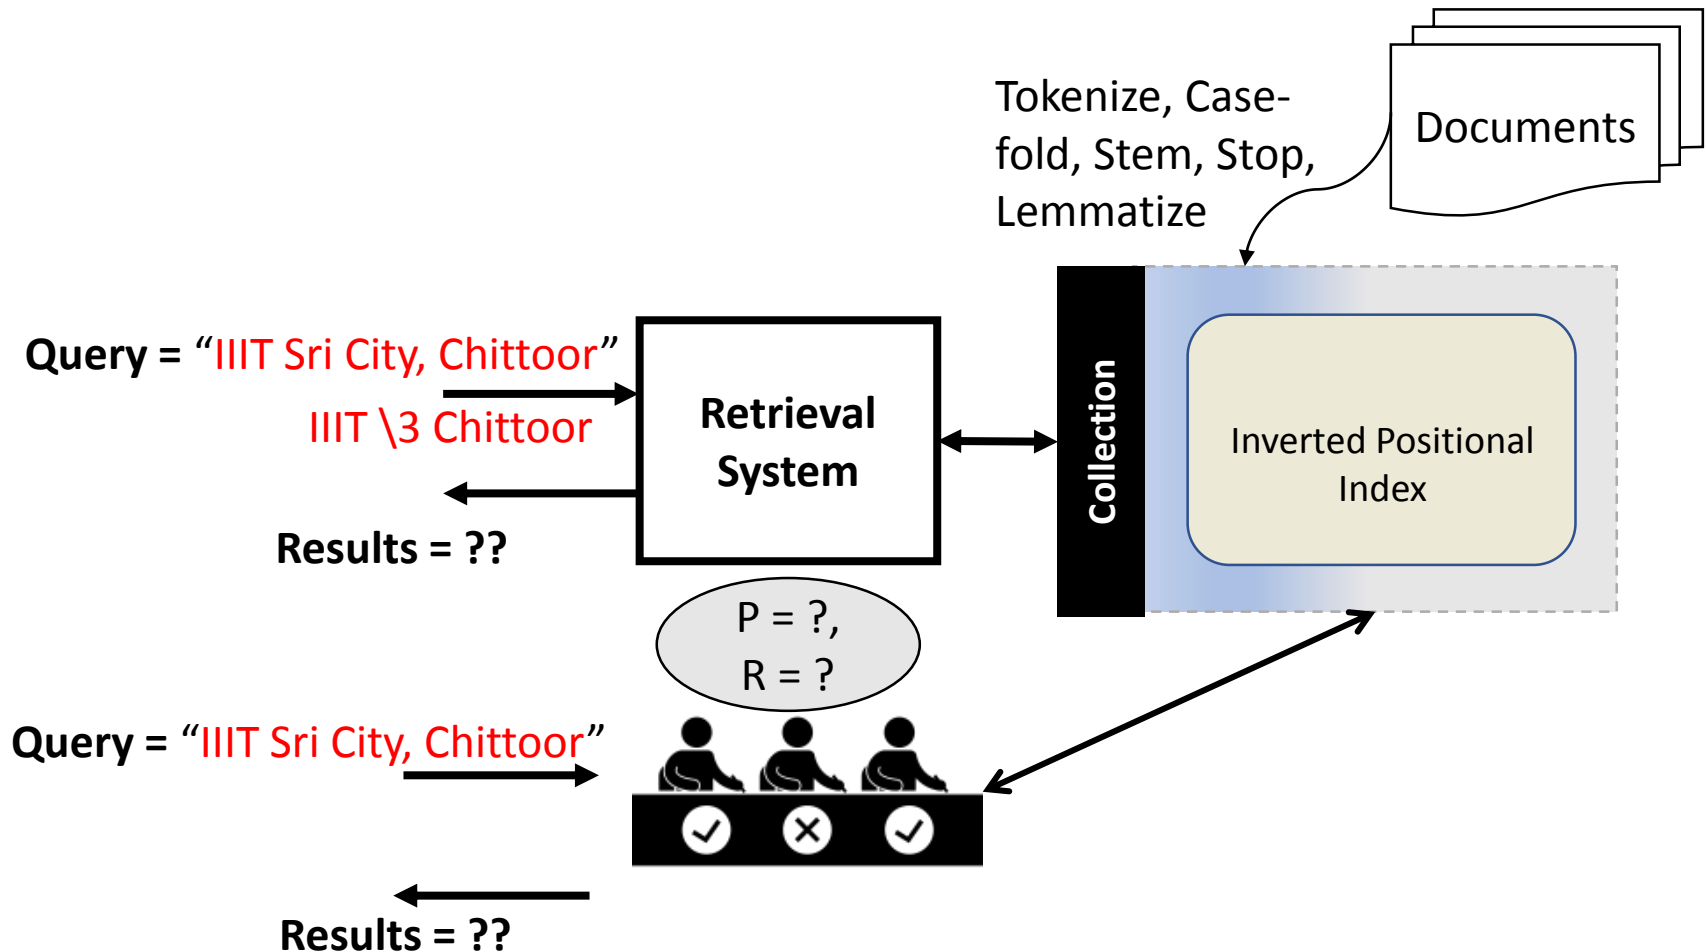 Tokenize, Case-
fold, Stem, Stop,
Lemmatize
Documents
Query = “IIIT Sri City, Chittoor”
IIIT \3 Chittoor
Results = ??
Retrieval
System
Collection
Inverted Positional
Index
P = ?,
R = ?
Query = “IIIT Sri City, Chittoor”
Results = ??